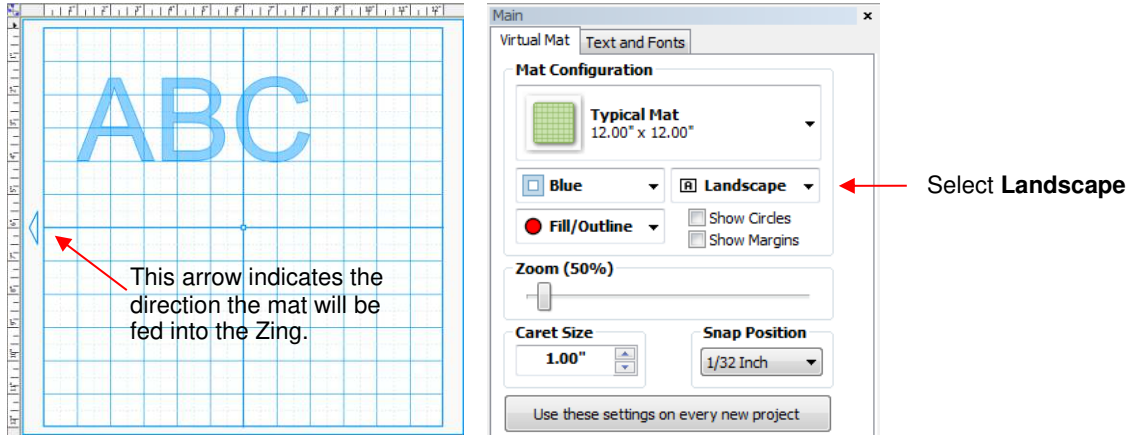 ABC
This arrow indicates the
direction the mat will be
fed into the Zing.
Main
Virtual Mat
Text and Fonts
Mat Configuration
Typical Mat
12.00" x 12.00"
Blue
A Landscape
Fill/Outline
Show Circles
Show Margins
Zoom (50%)
Caret Size
Snap Position
1.00"
1/32 Inch
Use these settings on every new project
Select Landscape